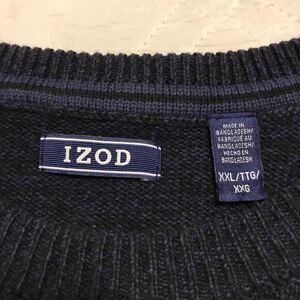 IZOD
MADE IN
BANGLADESH/
FABRIQUÉ AU
BANGLADESH/
HECHO EN
BANGLADESH
XXL/TTG/
XXG